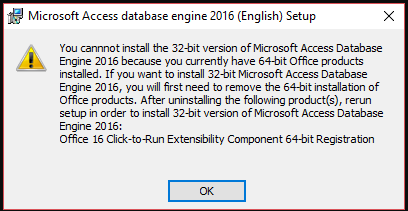 Microsoft Access database engine 2016 (English) Setup
You cannnot install the 32-bit version of Microsoft Access Database
Engine 2016 because you currently have 64-bit Office products
installed. If you want to install 32-bit Microsoft Access Database
Engine 2016, you will first need to remove the 64-bit installation of
Office products. After uninstalling the following product(s), rerun
setup in order to install 32-bit version of Microsoft Access Database
Engine 2016:
Office 16 Click-to-Run Extensibility Component 64-bit Registration
OK